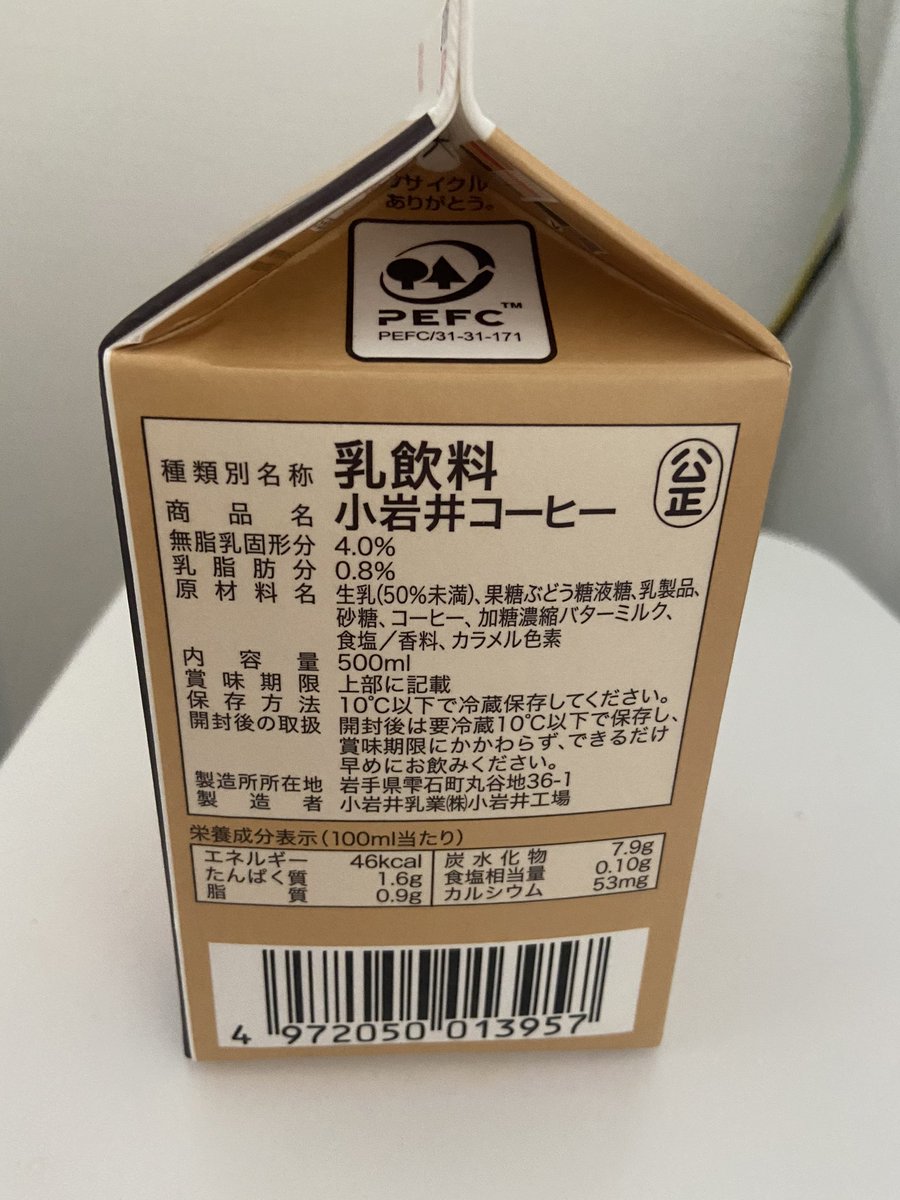 リサイクル
ありがとう。
PEFC™
PEFC/31-31-171
種類別名称 乳飲料
公正
商品名 小岩井コーヒー
無脂乳固形分 4.0%
乳脂肪分 0.8%
原材料名 生乳(50%未満)、果糖ぶどう糖液糖、乳製品、
砂糖、コーヒー、加糖濃縮バターミルク、
食塩／香料、カラメル色素
内容量 500ml
賞味期限 上部に記載
保存方法 10℃以下で冷蔵保存してください。
開封後の取扱 開封後は要冷蔵10℃以下で保存し、
賞味期限にかかわらず、できるだけ
早めにお飲みください。
製造所所在地 岩手県雫石町丸谷地36-1
製造者 小岩井乳業㈱小岩井工場
栄養成分表示(100ml当たり)
エネルギー 46kcal 炭水化物 7.9g
たんぱく質 1.6g 食塩相当量 0.10g
脂質 0.9g カルシウム 53mg
4 972050 013957